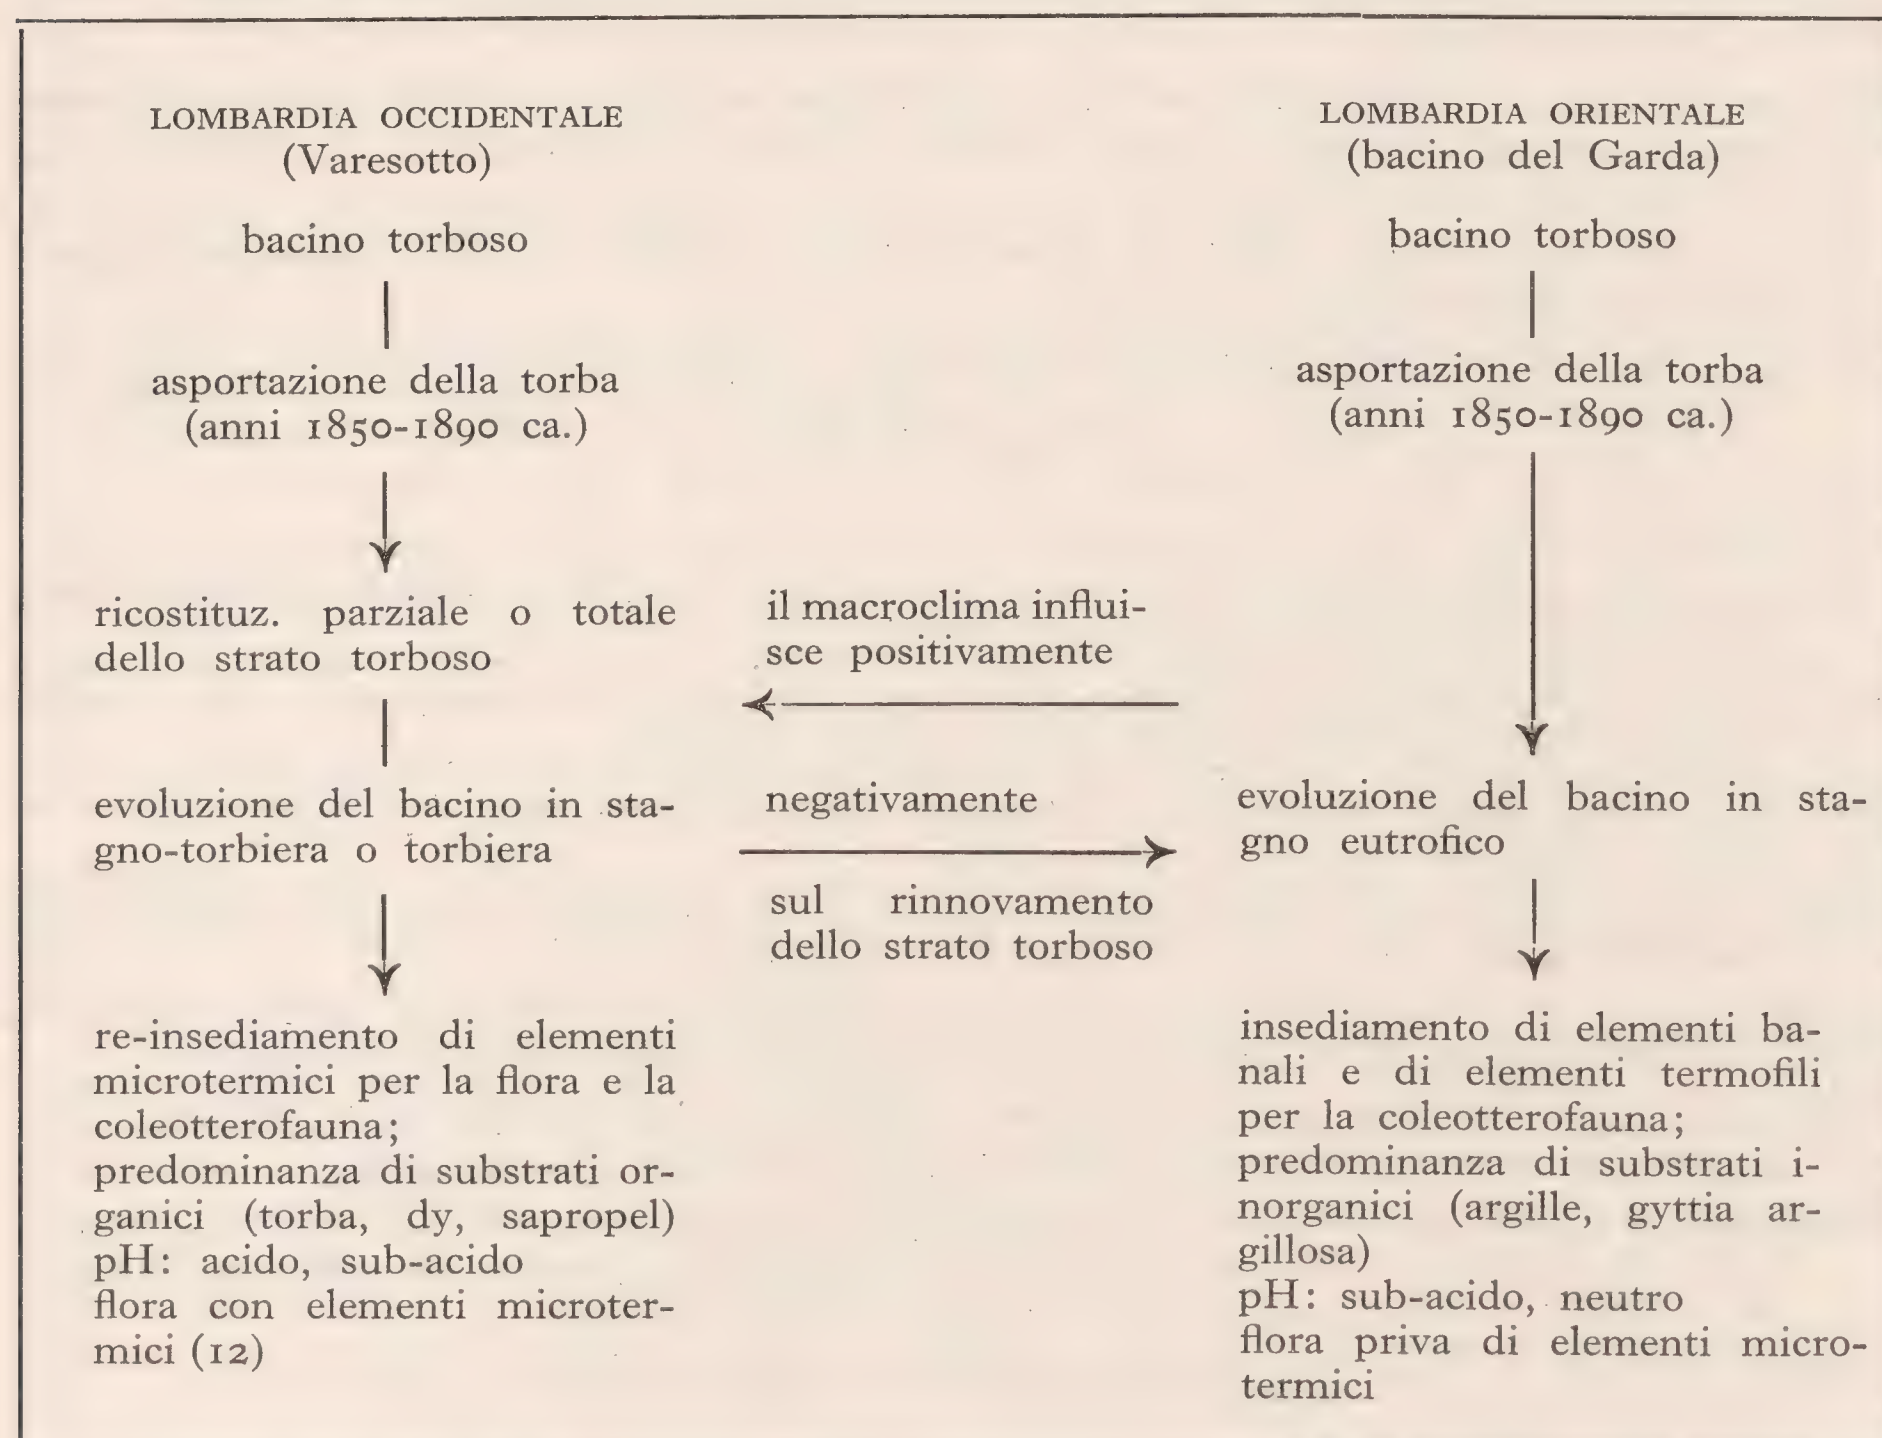 LOMBARDIA OCCIDENTALE
(Varesotto)
bacino torboso
asportazione della torba
(anni 1850-1890 ca.)
ricostituz. parziale o totale
dello strato torboso
evoluzione del bacino in sta-
gno-torbiera o torbiera
re-insediamento di elementi
microtermici per la flora e la
coleotterofauna;
predominanza di substrati or-
ganici (torba, dy, sapropel)
pH: acido, sub-acido
flora con elementi microter-
mici (12)
il macroclima influi-
sce positivamente
negativamente
sul rinnovamento
dello strato torboso
LOMBARDIA ORIENTALE
(bacino del Garda)
bacino torboso
asportazione della torba
(anni 1850-1890 ca.)
evoluzione del bacino in sta-
gno eutrofico
insediamento di elementi ba-
nali e di elementi termofili
per la coleotterofauna;
predominanza di substrati i-
norganici (argille, gyttia ar-
gillosa)
pH: sub-acido, neutro
flora priva di elementi micro-
termici